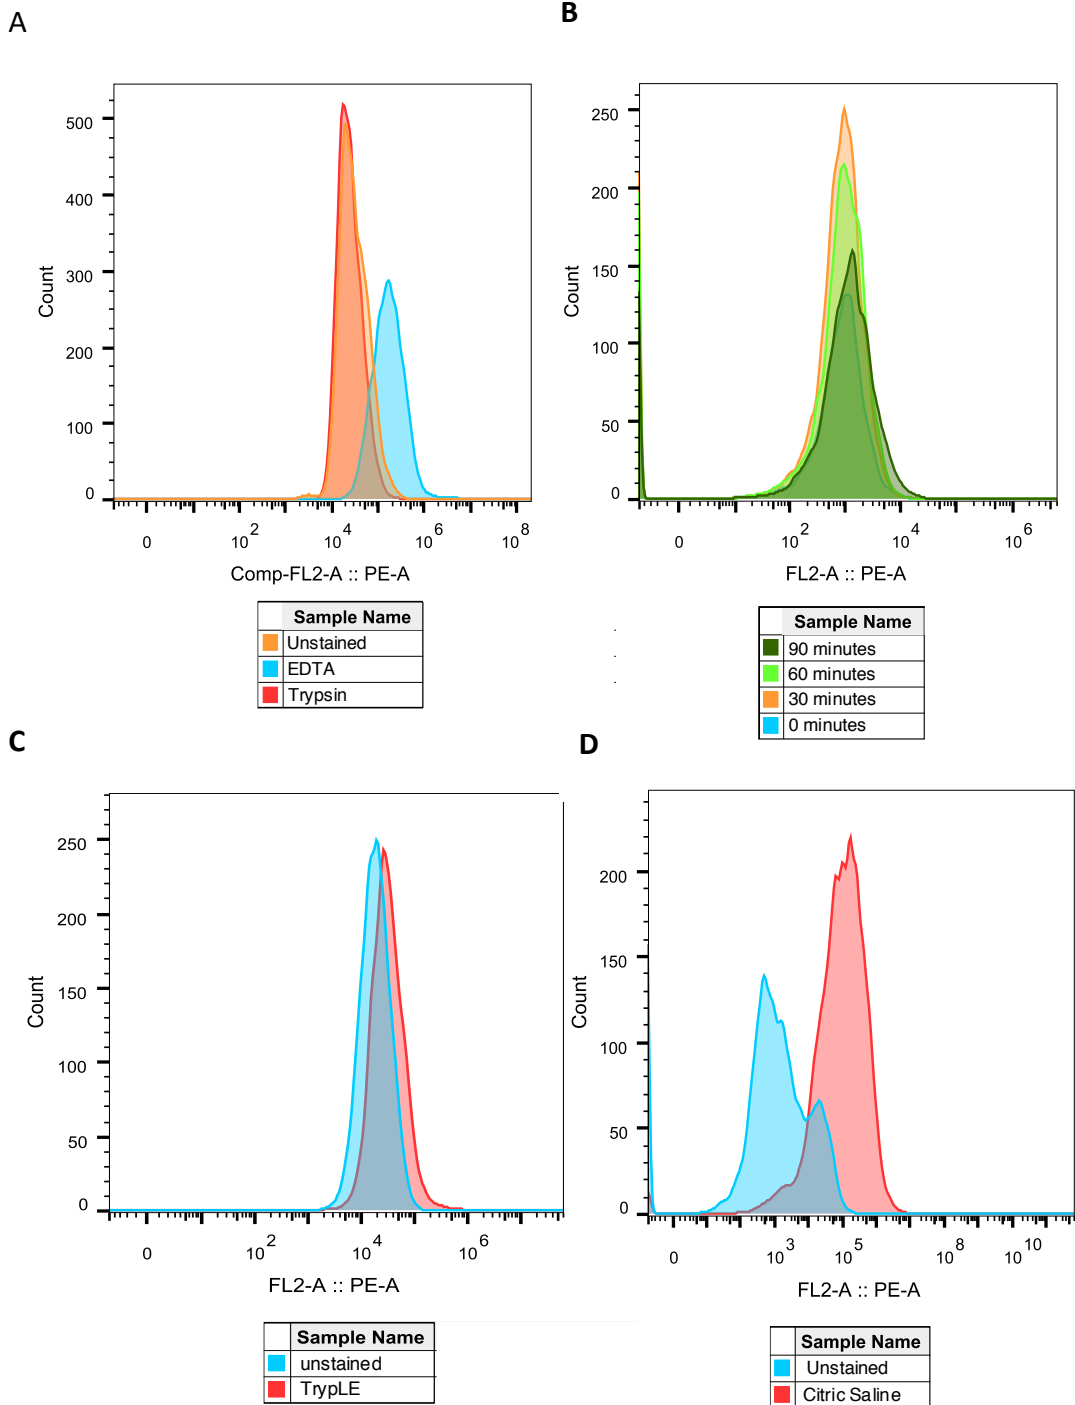 A
B
500
400
300
200
100
0
Count
0 10^2 10^4 10^6 10^8
Comp-FL2-A :: PE-A
Sample Name
Unstained
EDTA
Trypsin
250
200
150
100
50
0
Count
0 10^2 10^4 10^6
FL2-A :: PE-A
Sample Name
90 minutes
60 minutes
30 minutes
0 minutes
C
D
250
200
150
100
50
0
Count
0 10^2 10^4 10^6
FL2-A :: PE-A
Sample Name
unstained
TrypLE
200
150
100
50
0
Count
0 10^3 10^5 10^8 10^10
FL2-A :: PE-A
Sample Name
Unstained
Citric Saline